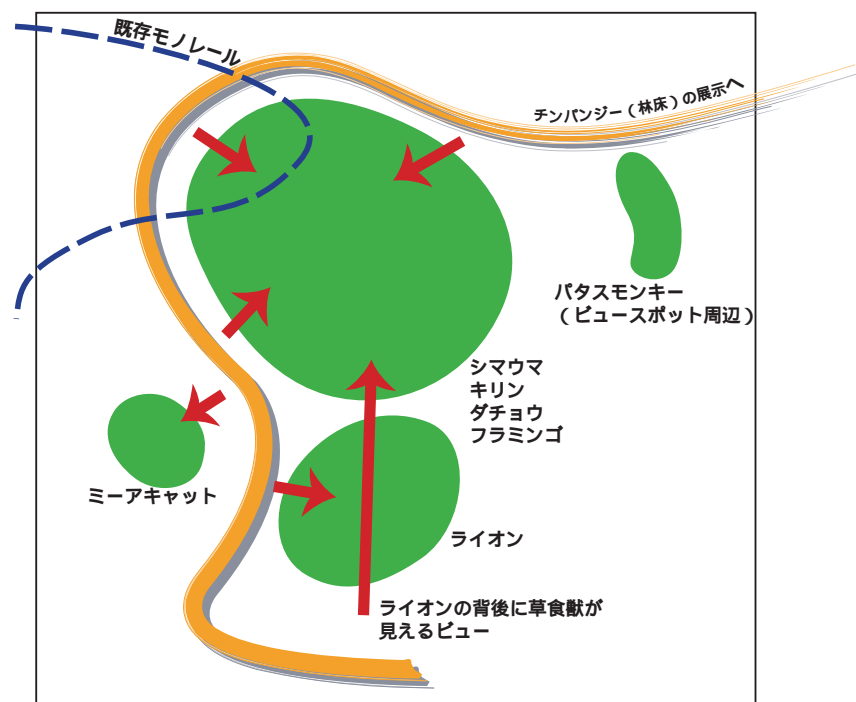 既存モノレール
チンパンジー（林床）の展示へ
パタスモンキー
（ビュースポット周辺）
シマウマ
キリン
ダチョウ
フラミンゴ
ミーアキャット
ライオン
ライオンの背後に草食獣が
見えるビュー